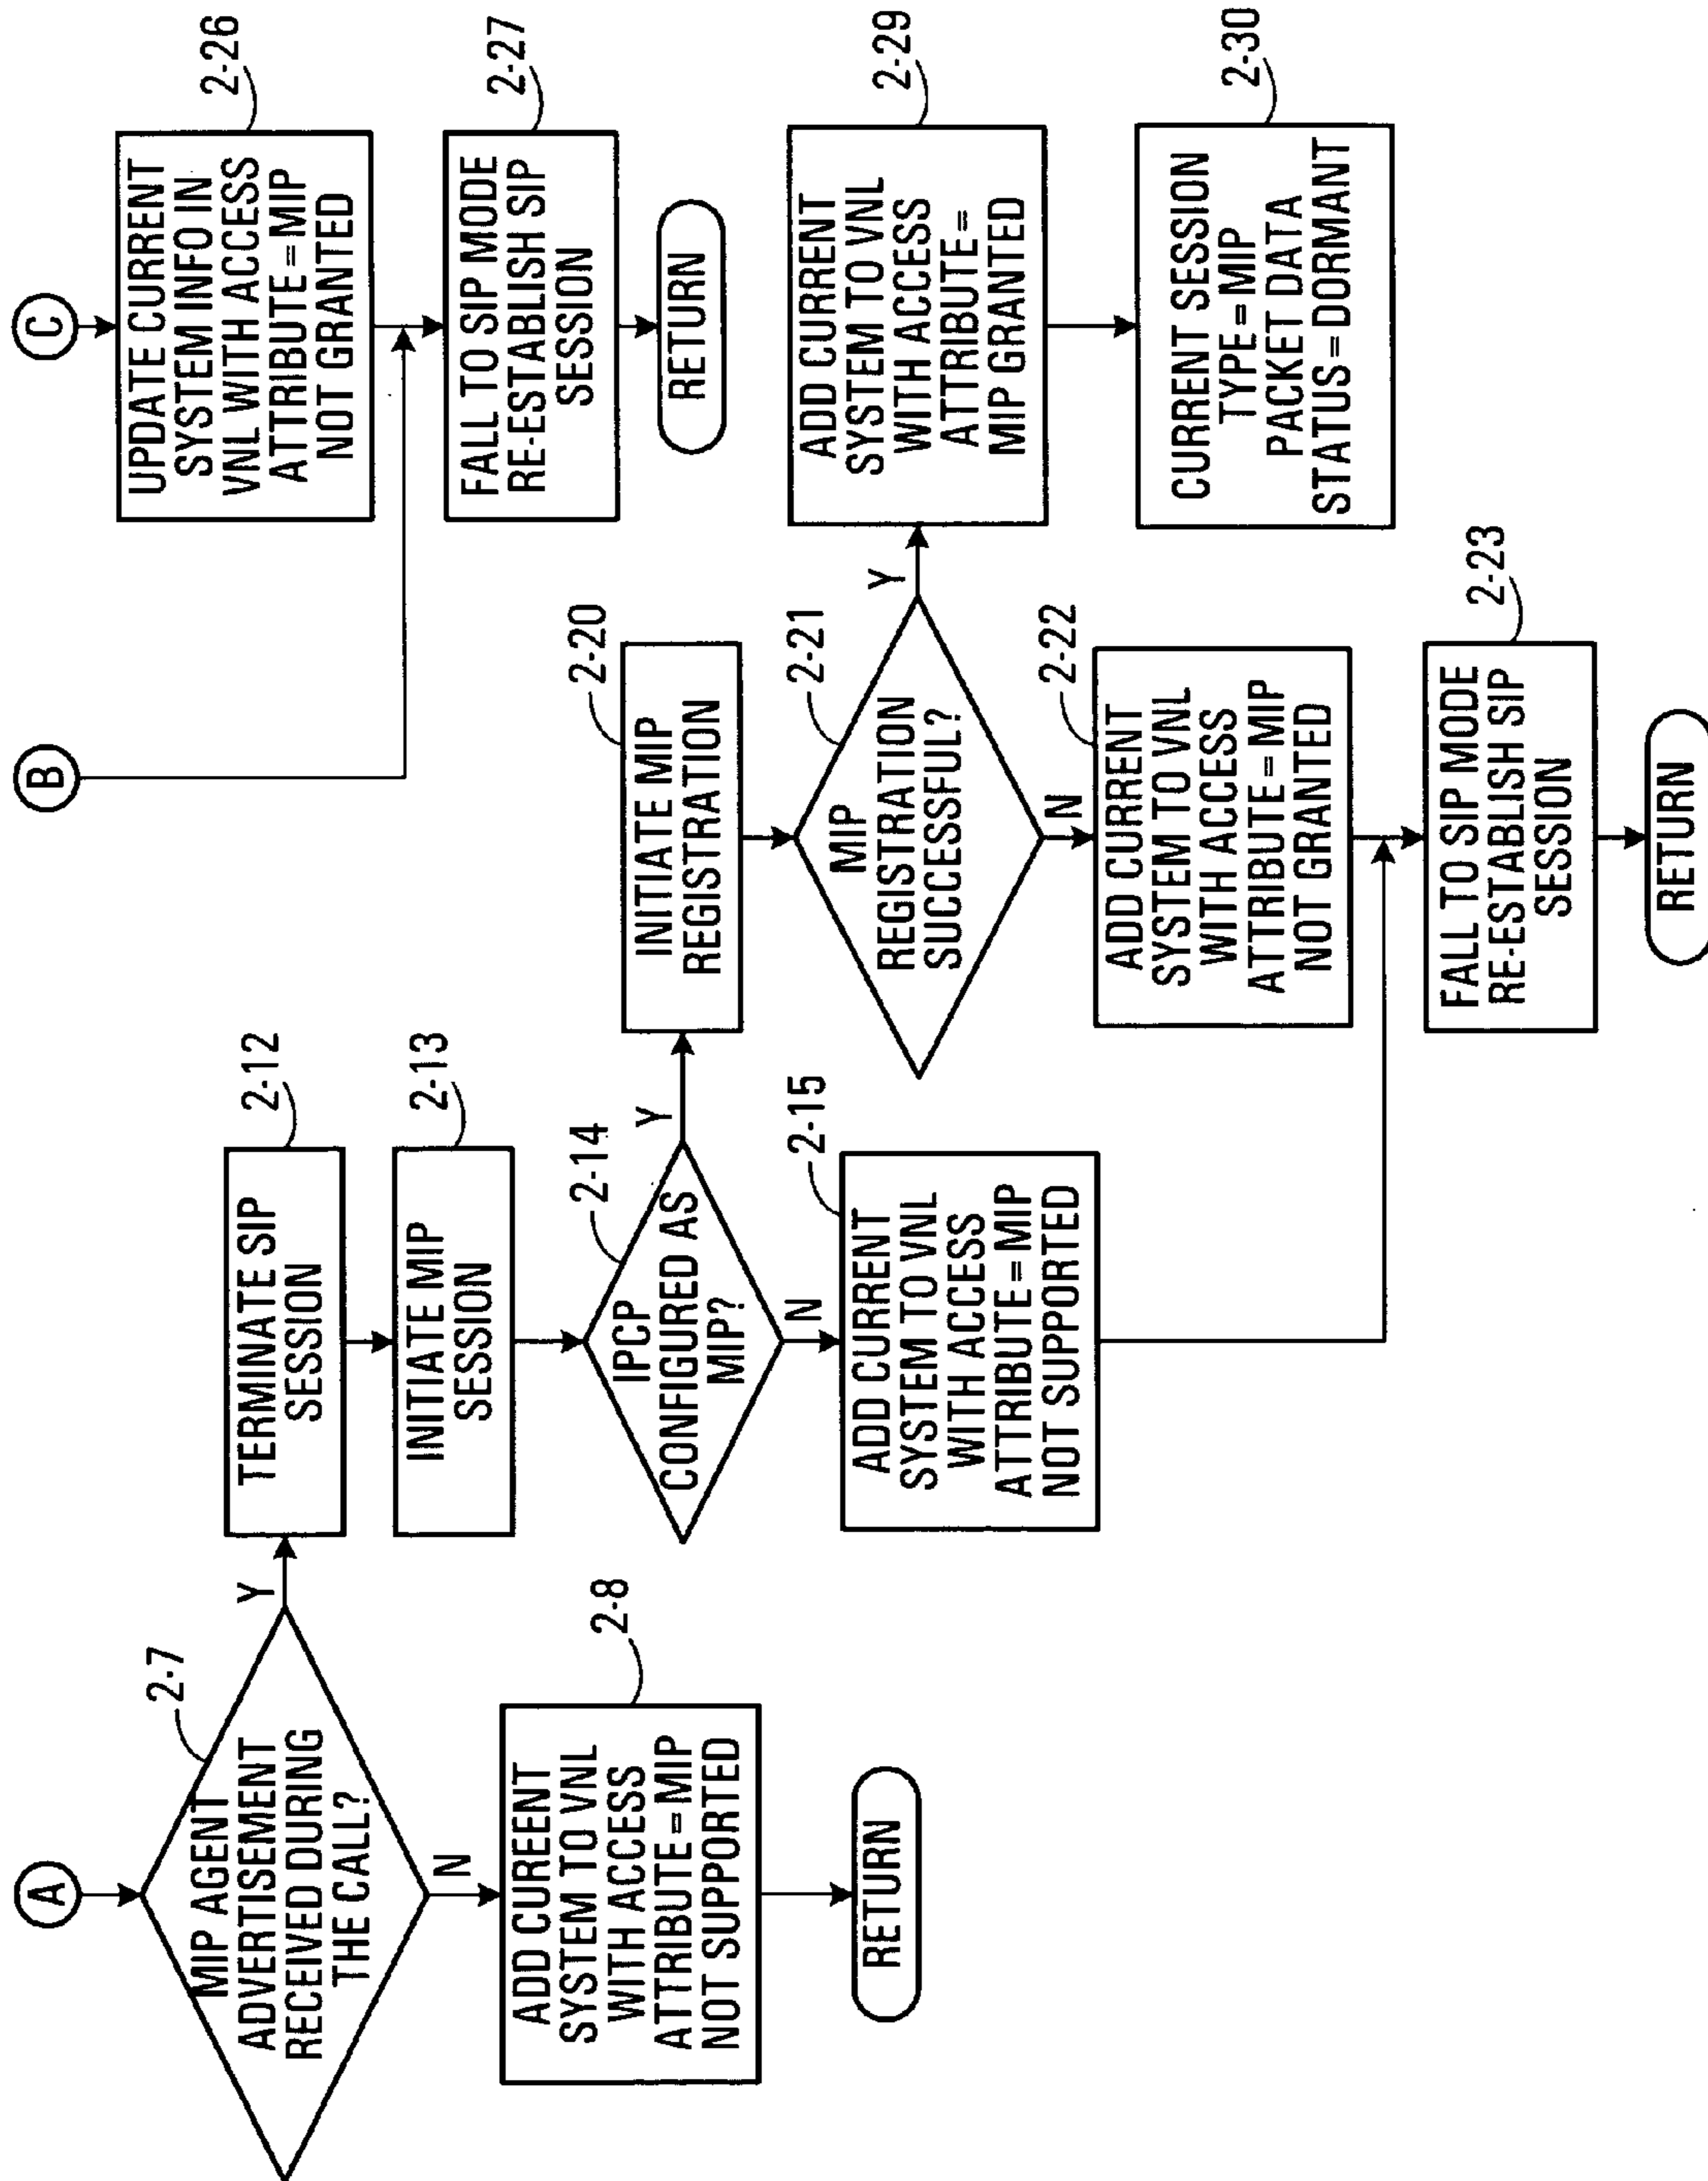 A
MIP AGENT
ADVERTISEMENT
RECEIVED DURING
THE CALL?
2-7
Y
N
ADD CUREENT
SYSTEM TO VNL
WITH ACCESS
ATTRIBUTE=MIP
NOT SUPPORTED
2-8
RETURN
TERMINATE SIP
SESSION
2-12
INITIATE MIP
SESSION
2-13
IPCP
CONFIGURED AS
MIP?
2-14
Y
N
ADD CURRENT
SYSTEM TO VNL
WITH ACCESS
ATTRIBUTE=MIP
NOT SUPPORTED
2-15
B
INITIATE MIP
REGISTRATION
2-20
MIP
REGISTRATION
SUCCESSFUL?
2-21
Y
N
ADD CURRENT
SYSTEM TO VNL
WITH ACCESS
ATTRIBUTE=MIP
NOT GRANTED
2-22
FALL TO SIP MODE
RE-ESTABLISH SIP
SESSION
2-23
RETURN
C
UPDATE CURRENT
SYSTEM INFO IN
VNL WITH ACCESS
ATTRIBUTE=MIP
NOT GRANTED
2-26
FALL TO SIP MODE
RE-ESTABLISH SIP
SESSION
2-27
RETURN
ADD CURRENT
SYSTEM TO VNL
WITH ACCESS
ATTRIBUTE=
MIP GRANTED
2-29
CURRENT SESSION
TYPE=MIP
PACKET DATA
STATUS=DORMANT
2-30